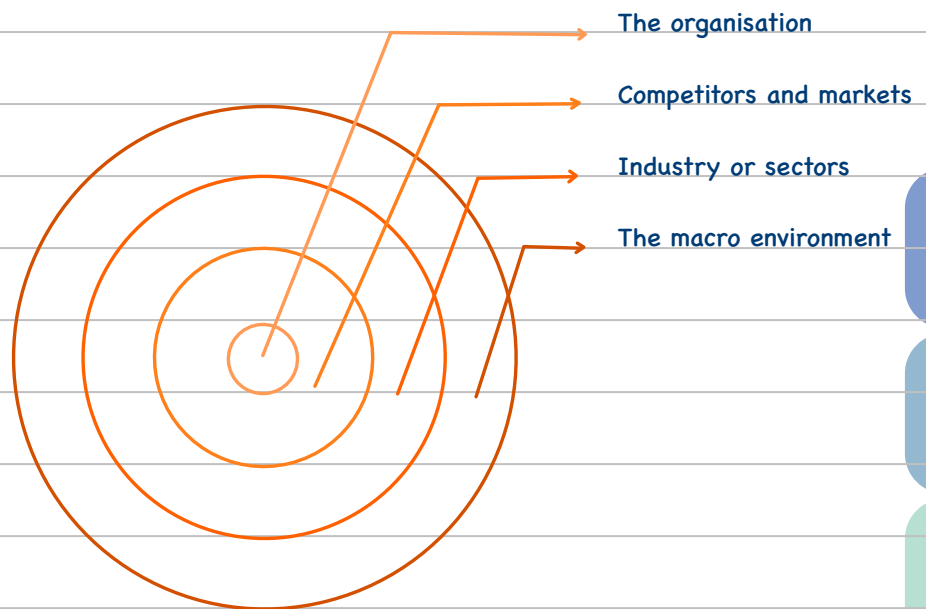 The organisation
Competitors and markets
Industry or sectors
The macro environment